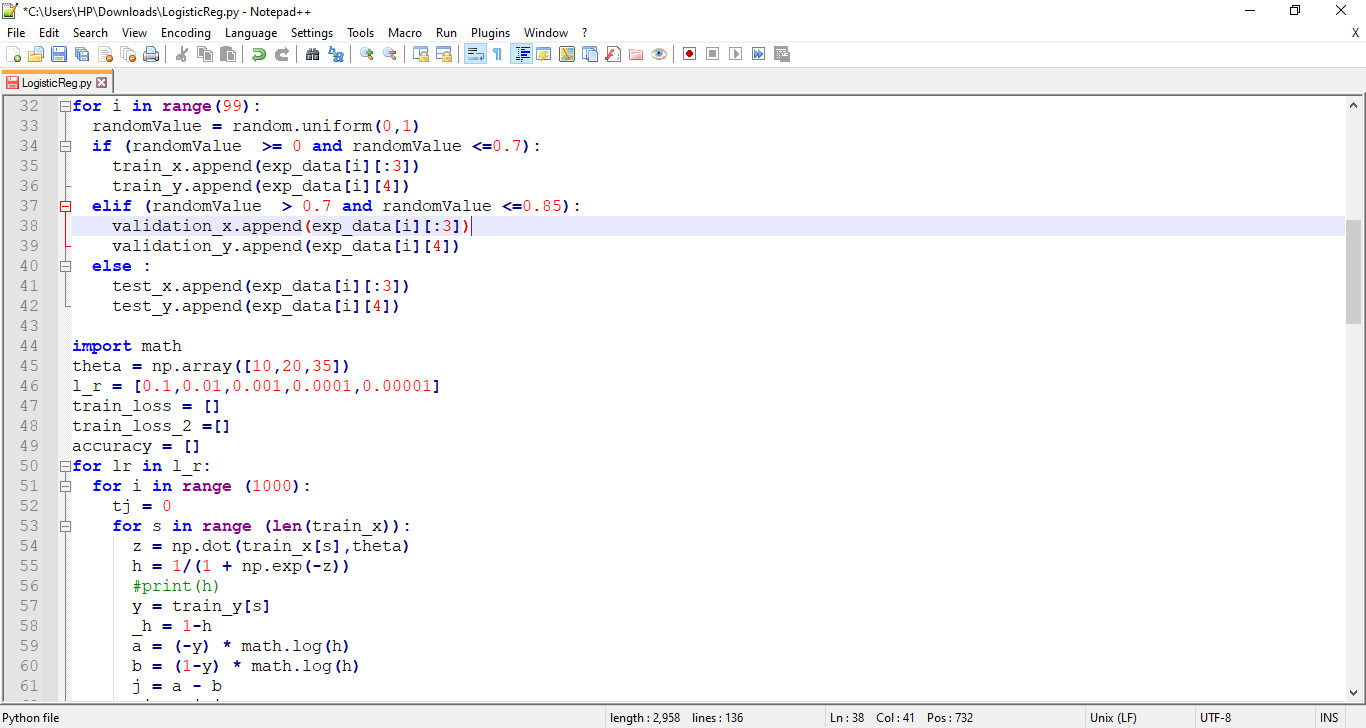 *C:\Users\HP\Downloads\LogisticReg.py - Notepad++
File Edit Search View Encoding Language Settings Tools Macro Run Plugins Window ? X
LogisticReg.py
32 for i in range(99):
33 randomValue = random.uniform(0,1)
34 if (randomValue >= 0 and randomValue <=0.7):
35 train_x.append(exp_data[i][:3])
36 train_y.append(exp_data[i][4])
37 elif (randomValue > 0.7 and randomValue <=0.85):
38 validation_x.append(exp_data[i][:3])
39 validation_y.append(exp_data[i][4])
40 else :
41 test_x.append(exp_data[i][:3])
42 test_y.append(exp_data[i][4])
43
44 import math
45 theta = np.array([10,20,35])
46 l_r = [0.1,0.01,0.001,0.0001,0.00001]
47 train_loss = []
48 train_loss_2 =[]
49 accuracy = []
50 for lr in l_r:
51 for i in range (1000):
52 tj = 0
53 for s in range (len(train_x)):
54 z = np.dot(train_x[s],theta)
55 h = 1/(1 + np.exp(-z))
56 #print(h)
57 y = train_y[s]
58 _h = 1-h
59 a = (-y) * math.log(h)
60 b = (1-y) * math.log(h)
61 j = a - b
Python file length : 2,958 lines : 136 Ln : 38 Col : 41 Pos : 732 Unix (LF) UTF-8 INS